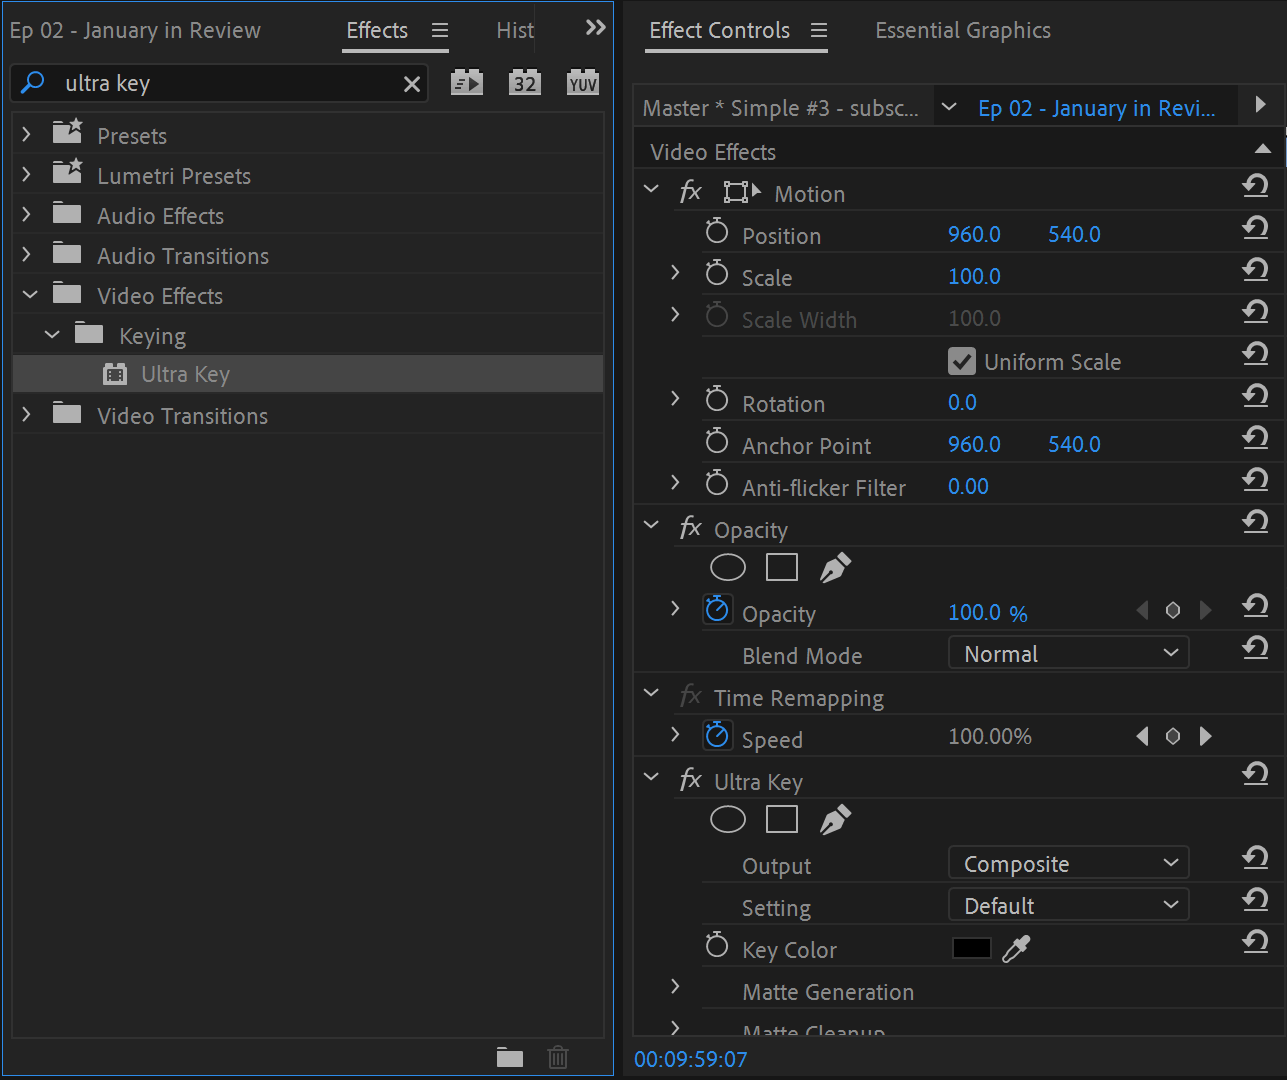 Ep 02 - January in Review Effects Hist
ultra key 32 YUV
Presets
Lumetri Presets
Audio Effects
Audio Transitions
Video Effects
Keying
Ultra Key
Video Transitions
Effect Controls Essential Graphics
Master * Simple #3 - subsc... Ep 02 - January in Revi...
Video Effects
fx Motion
Position 960.0 540.0
Scale 100.0
Scale Width 100.0
Uniform Scale
Rotation 0.0
Anchor Point 960.0 540.0
Anti-flicker Filter 0.00
fx Opacity
Opacity 100.0 %
Blend Mode Normal
fx Time Remapping
Speed 100.00%
fx Ultra Key
Output Composite
Setting Default
Key Color
Matte Generation
Matte Cleanup
00:09:59:07